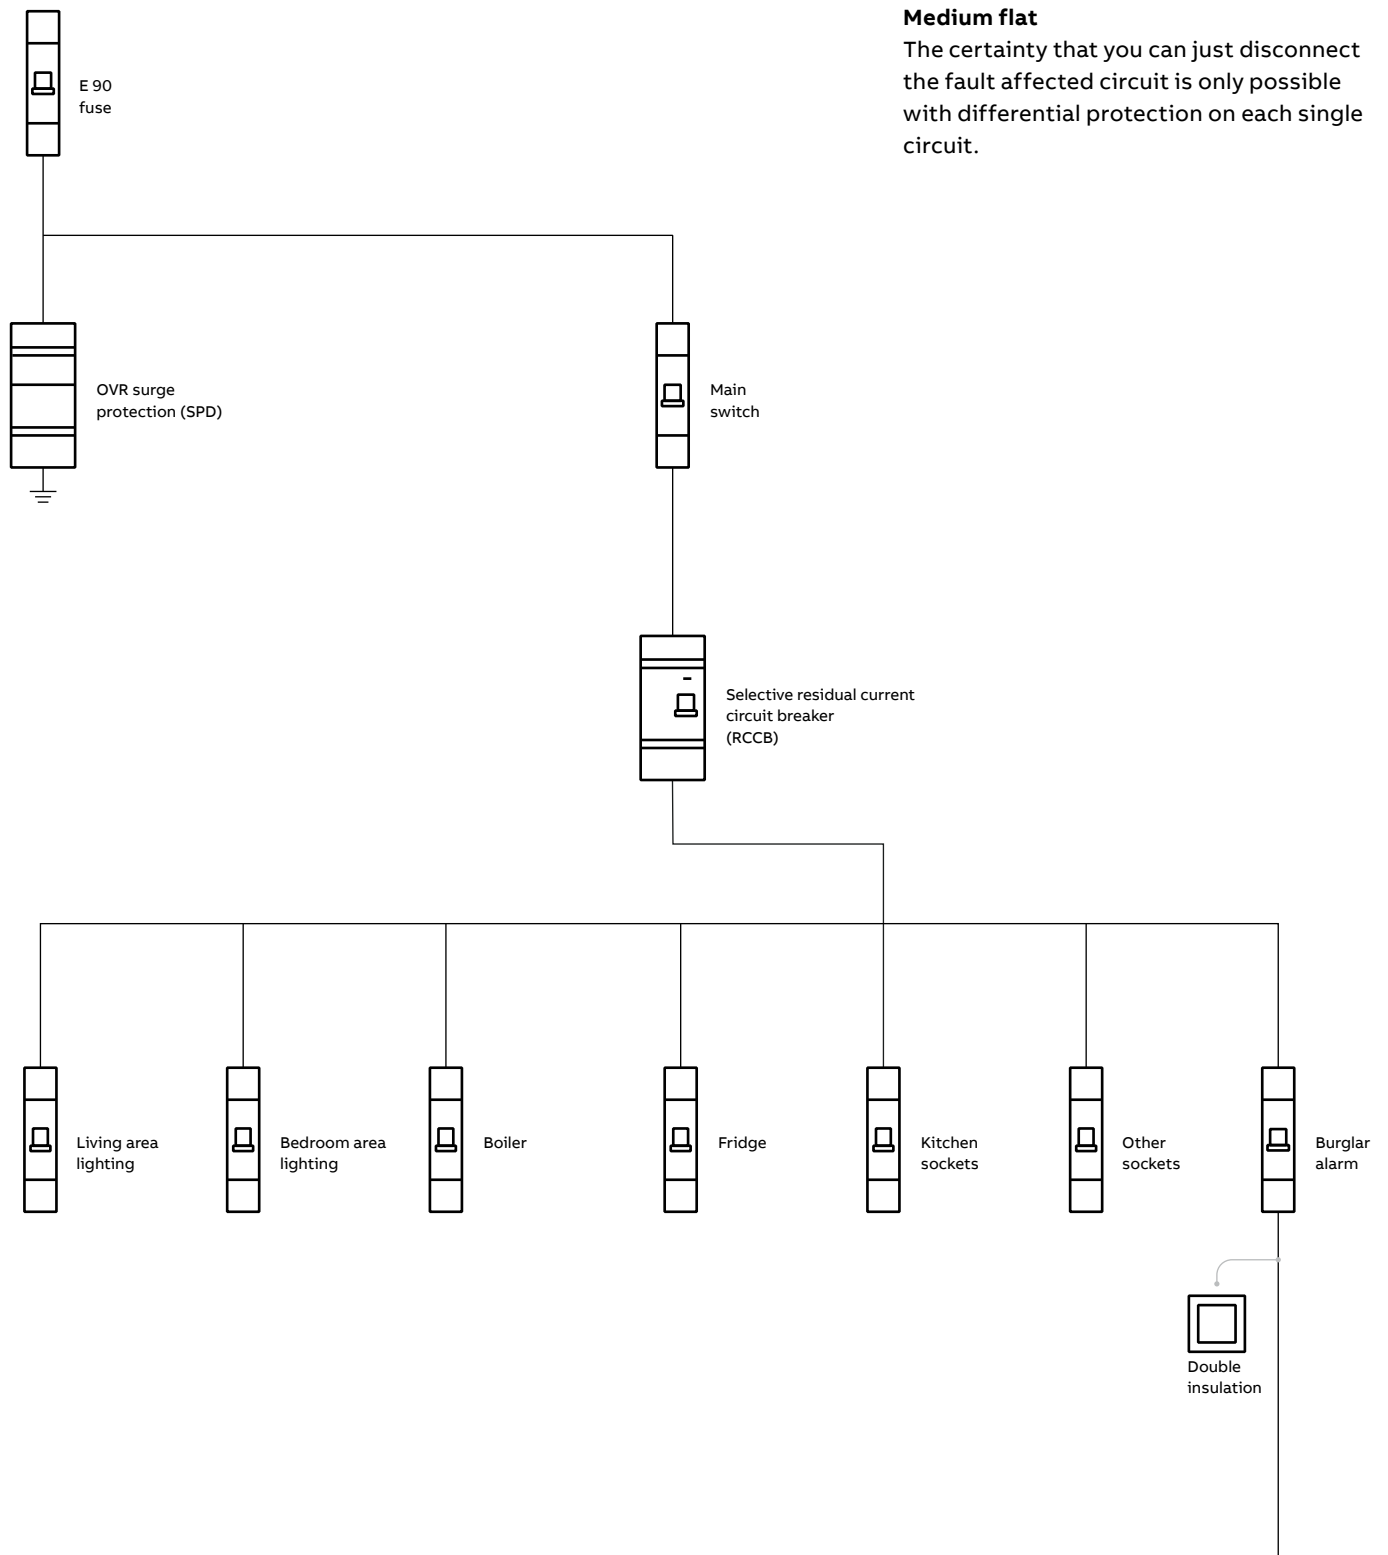 Medium flat
The certainty that you can just disconnect
the fault affected circuit is only possible
with differential protection on each single
circuit.
E 90
fuse
OVR surge
protection (SPD)
Main
switch
Selective residual current
circuit breaker
(RCCB)
Living area
lighting
Bedroom area
lighting
Boiler
Fridge
Kitchen
sockets
Other
sockets
Burglar
alarm
Double
insulation